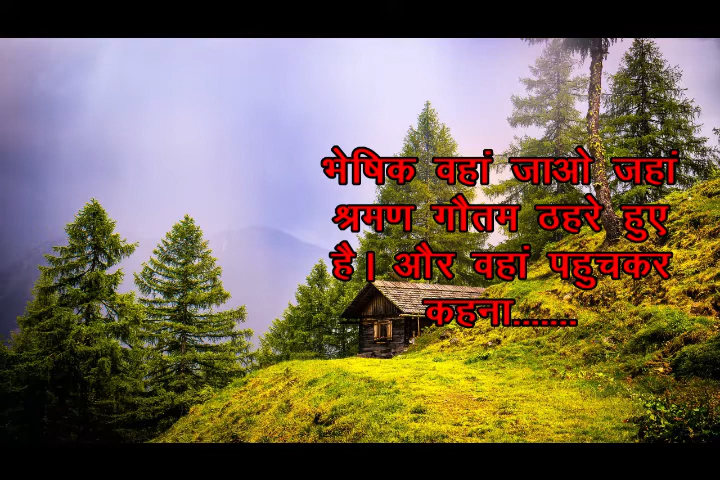 भेषिक वहां जाओ जहां
श्रमण गौतम ठहरे हुए
है। और वहां पहुचकर
कहना.......